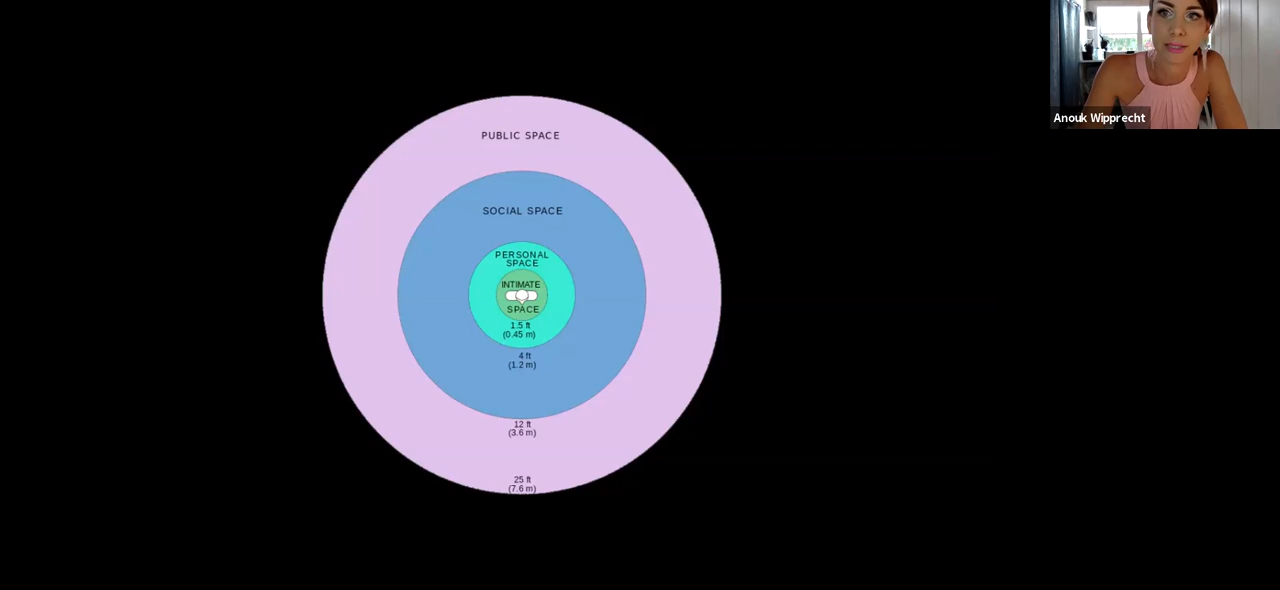 Anouk Wipprecht
PUBLIC SPACE
SOCIAL SPACE
PERSONAL
SPACE
INTIMATE
SPACE
1.5 ft
(0.45 m)
4 ft
(1.2 m)
12 ft
(3.6 m)
25 ft
(7.6 m)